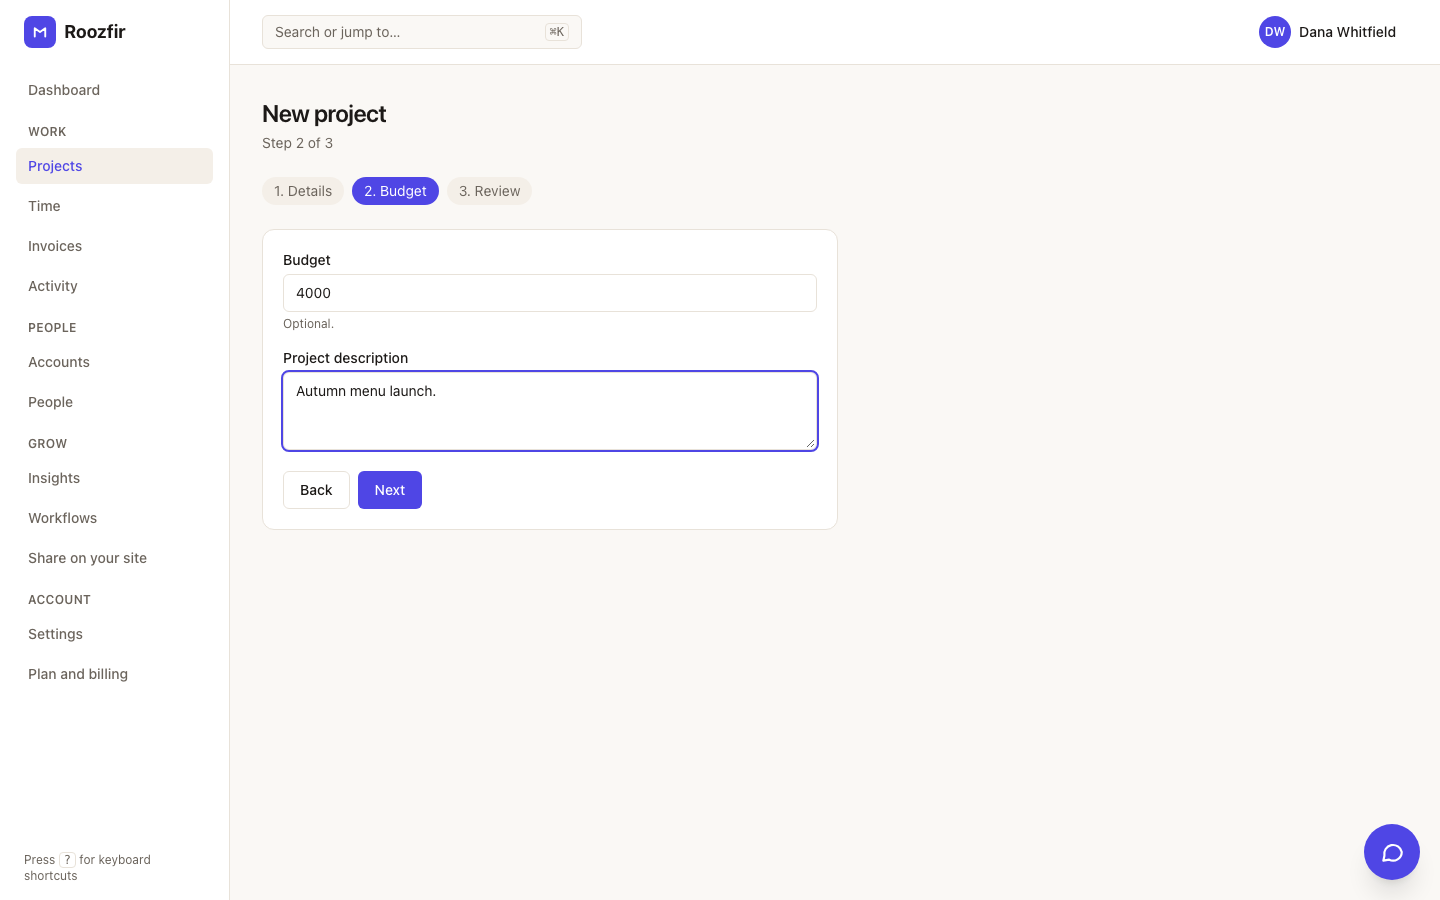 Roozfir
Search or jump to...
⌘K
DW
Dana Whitfield
Dashboard
WORK
Projects
Time
Invoices
Activity
PEOPLE
Accounts
People
GROW
Insights
Workflows
Share on your site
ACCOUNT
Settings
Plan and billing
Press ? for keyboard
shortcuts
New project
Step 2 of 3
1. Details
2. Budget
3. Review
Budget
4000
Optional.
Project description
Autumn menu launch.
Back
Next